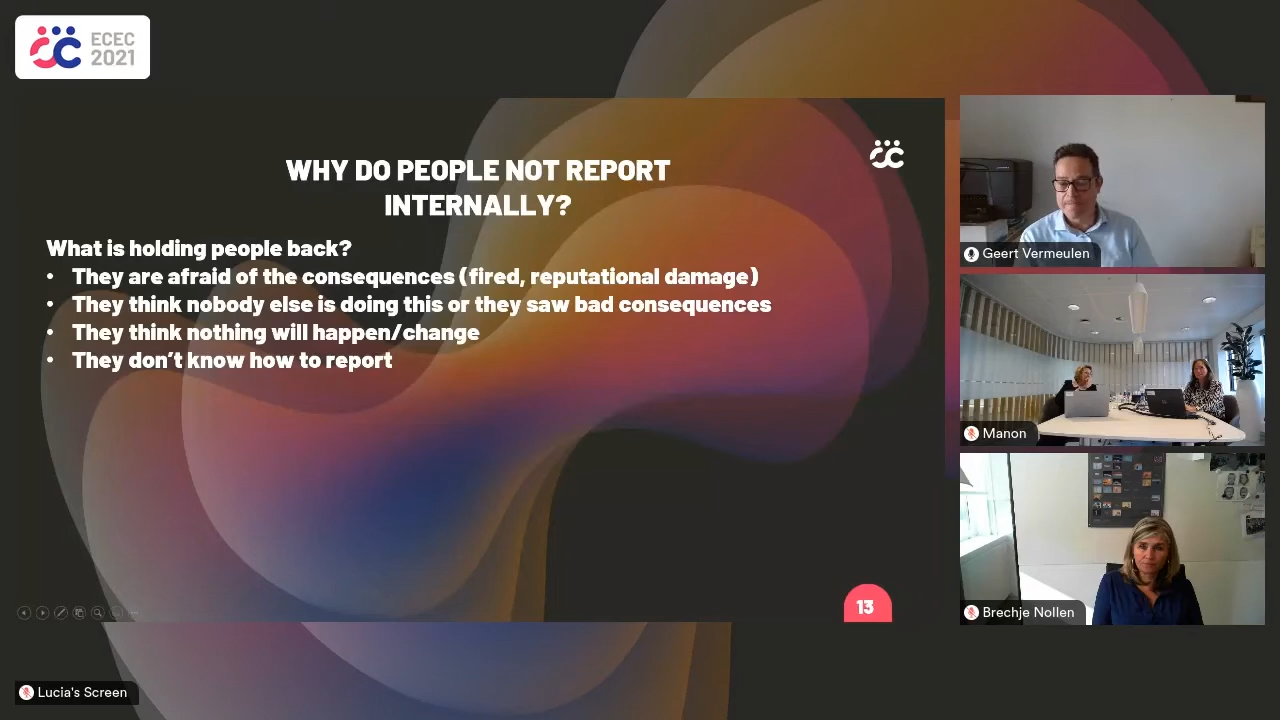 ECEC
2021
WHY DO PEOPLE NOT REPORT
INTERNALLY?
What is holding people back?
• They are afraid of the consequences (fired, reputational damage)
• They think nobody else is doing this or they saw bad consequences
• They think nothing will happen/change
• They don't know how to report
13
Geert Vermeulen
Manon
Brechje Nollen
Lucia's Screen